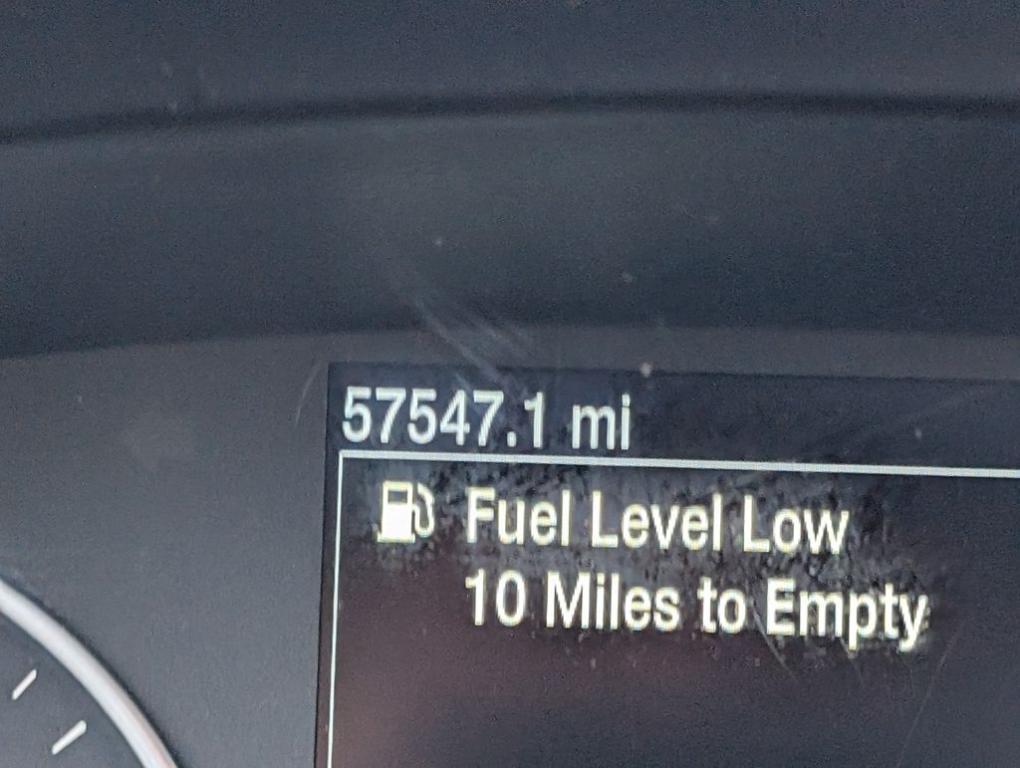 57547.1 mi
Fuel Level Low
10 Miles to Empty